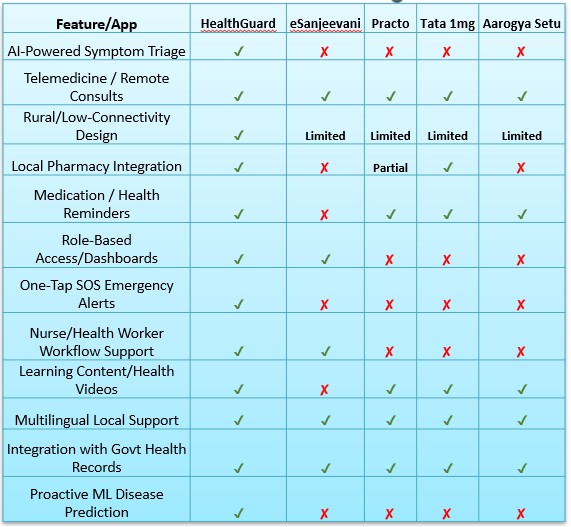 Feature/App HealthGuard eSanjeevani Practo Tata 1mg Aarogya Setu
AI-Powered Symptom Triage ✓ ✗ ✗ ✗ ✗
Telemedicine / Remote
Consults ✓ ✓ ✓ ✓ ✓
Rural/Low-Connectivity
Design ✓ Limited Limited Limited Limited
Local Pharmacy Integration ✓ ✗ Partial ✓ ✗
Medication / Health
Reminders ✓ ✗ ✓ ✓ ✓
Role-Based
Access/Dashboards ✓ ✓ ✗ ✗ ✗
One-Tap SOS Emergency
Alerts ✓ ✗ ✗ ✗ ✗
Nurse/Health Worker
Workflow Support ✓ ✓ ✗ ✗ ✗
Learning Content/Health
Videos ✓ ✗ ✓ ✓ ✓
Multilingual Local Support ✓ ✓ ✓ ✓ ✓
Integration with Govt Health
Records ✓ ✓ ✓ ✓ ✓
Proactive ML Disease
Prediction ✓ ✗ ✗ ✗ ✗